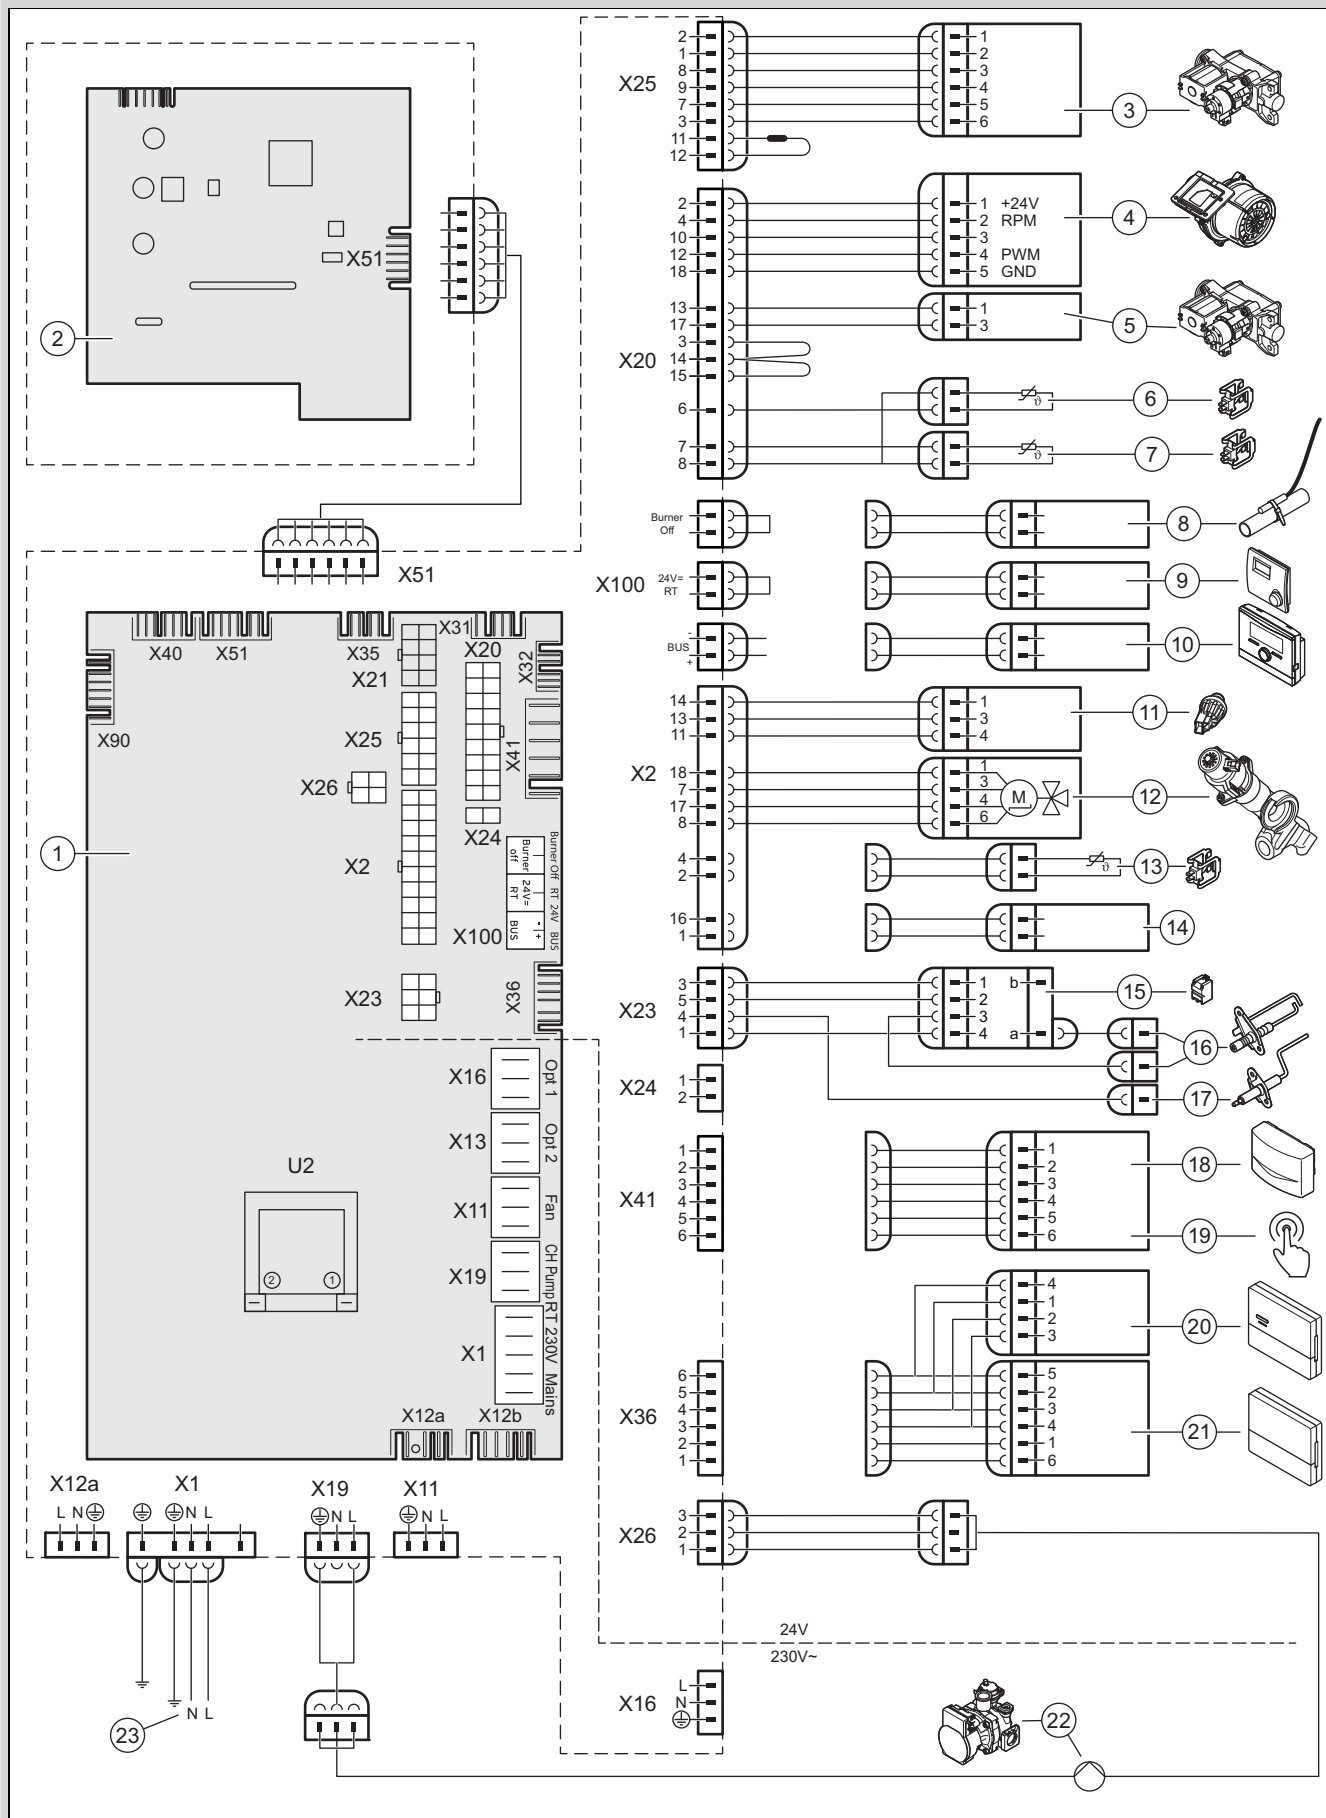 X25
2 1
1 2
8 3
9 4
7 5
3 6
11
12
3
X51
2
2 1 +24V
4 2 RPM
10 3
12 4 PWM
18 5 GND
4
X20
13 1
17 3
3
14
15
5
6
ϑ
6
7
8
ϑ
7
Burner
Off
8
X51
X100
24V=
RT
9
-
BUS
+
10
X40 X51 X35 X31
X21 X20 X32
X90
X25 X41
X26
X24
X2
Burner off
24V= RT
BUS - +
Burner Off RT 24V BUS
X100
X23 X36
1
X16 Opt 1
X13 Opt 2
X11 Fan
X19 CH Pump
X1 RT 230V Mains
U2
2 1
X12a X12b
X2
14 1
13 3
11 4
11
18 1
7 3
17 4
8 6
M
12
4
2
ϑ
13
16
1
14
X23
3 1 b
5 2
4 3
1 4 a
15
16
17
X24
1
2
X41
1 1
2 2
3 3
4 4
5 5
6 6
18
19
4
1
2
3
20
X36
6 5
5 2
4 3
3 4
2 1
1 6
21
X26
3
2
1
X12a X1 X19 X11
L N
N L
N L
N L
N L
23
24V
230V~
X16
L
N
22